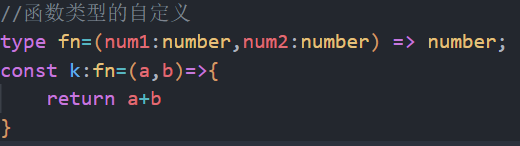 //函数类型的自定义
type fn=(num1:number,num2:number) => number;
const k:fn=(a,b)=>{
    return a+b
}